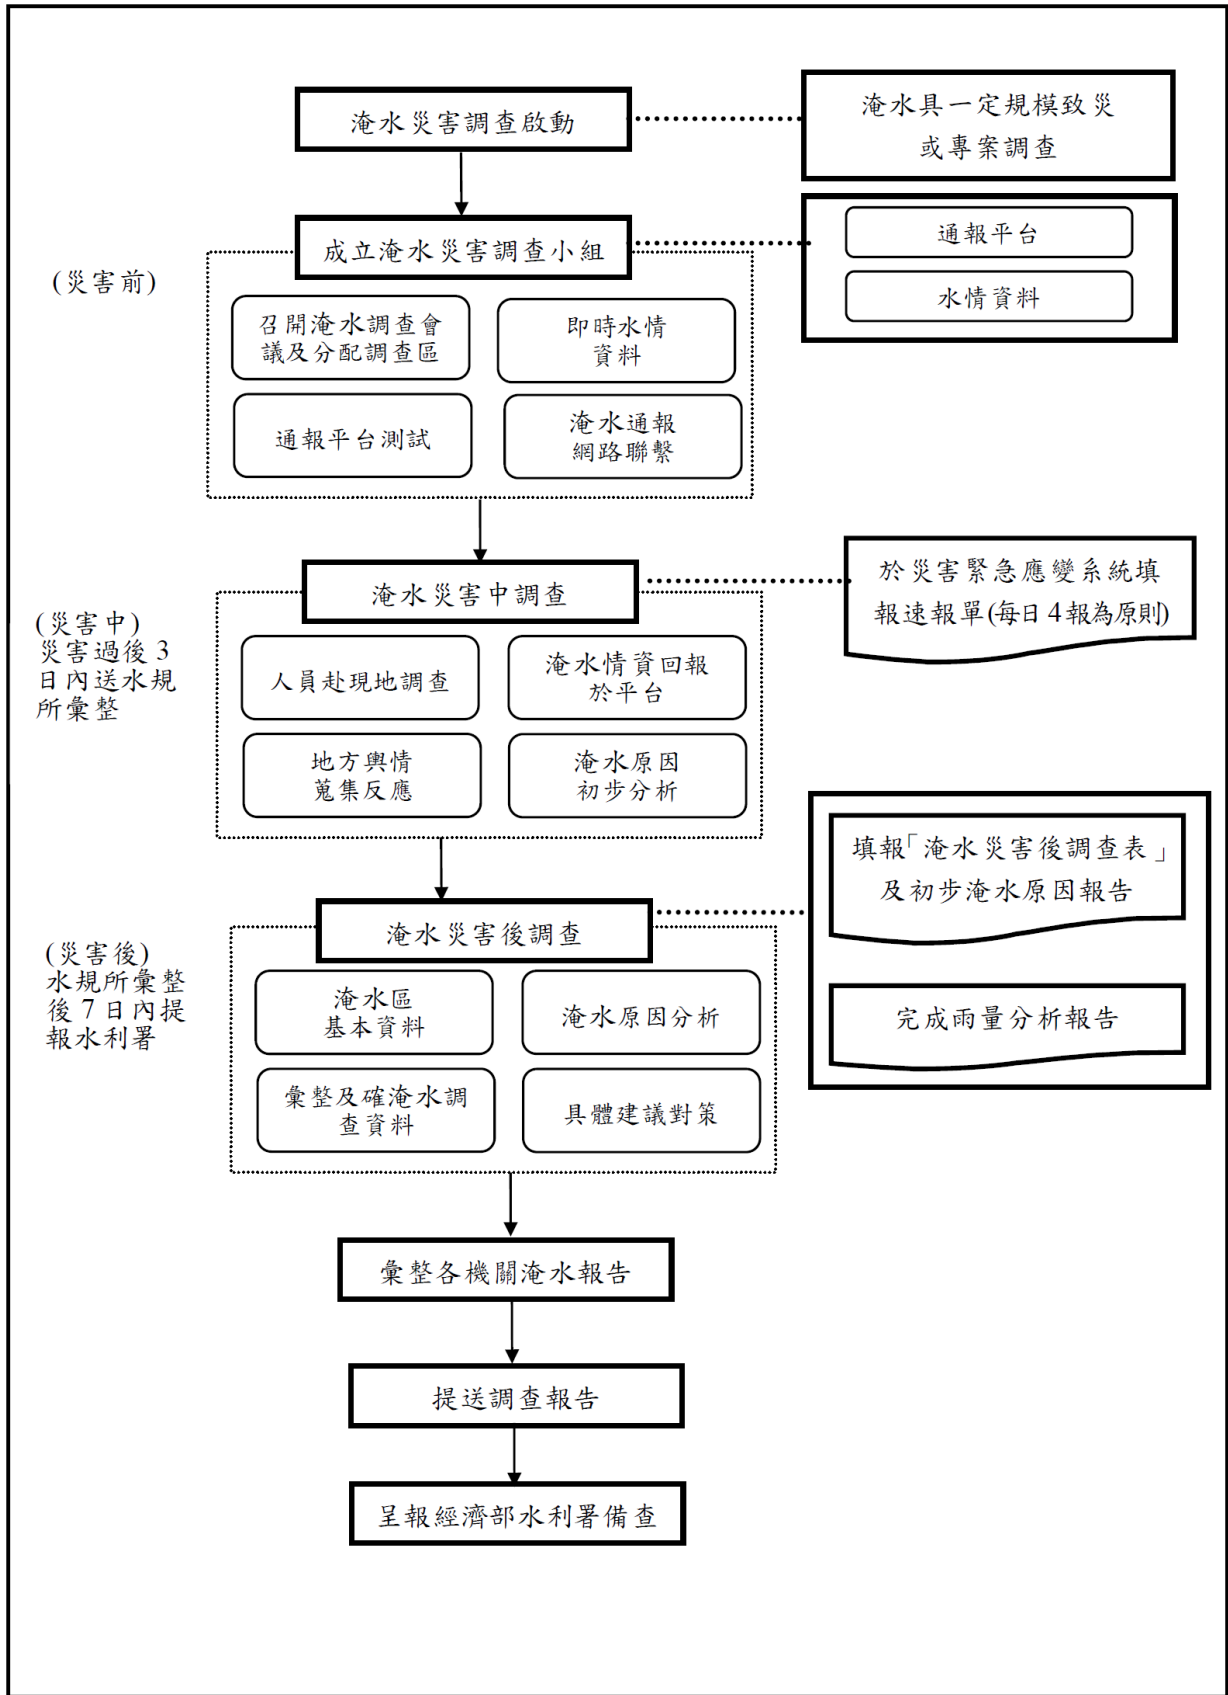 淹水災害調查啟動
淹水具一定規模致災
或專案調查
成立淹水災害調查小組
通報平台
水情資料
(災害前)
召開淹水調查會
議及分配調查區
即時水情
資料
通報平台測試
淹水通報
網路聯繫
淹水災害中調查
於災害緊急應變系統填
報速報單(每日4報為原則)
(災害中)
災害過後3
日內送水規
所彙整
人員赴現地調查
淹水情資回報
於平台
地方輿情
蒐集反應
淹水原因
初步分析
淹水災害後調查
填報「淹水災害後調查表」
及初步淹水原因報告
完成雨量分析報告
(災害後)
水規所彙整
後7日內提
報水利署
淹水區
基本資料
淹水原因分析
彙整及確淹水調
查資料
具體建議對策
彙整各機關淹水報告
提送調查報告
呈報經濟部水利署備查